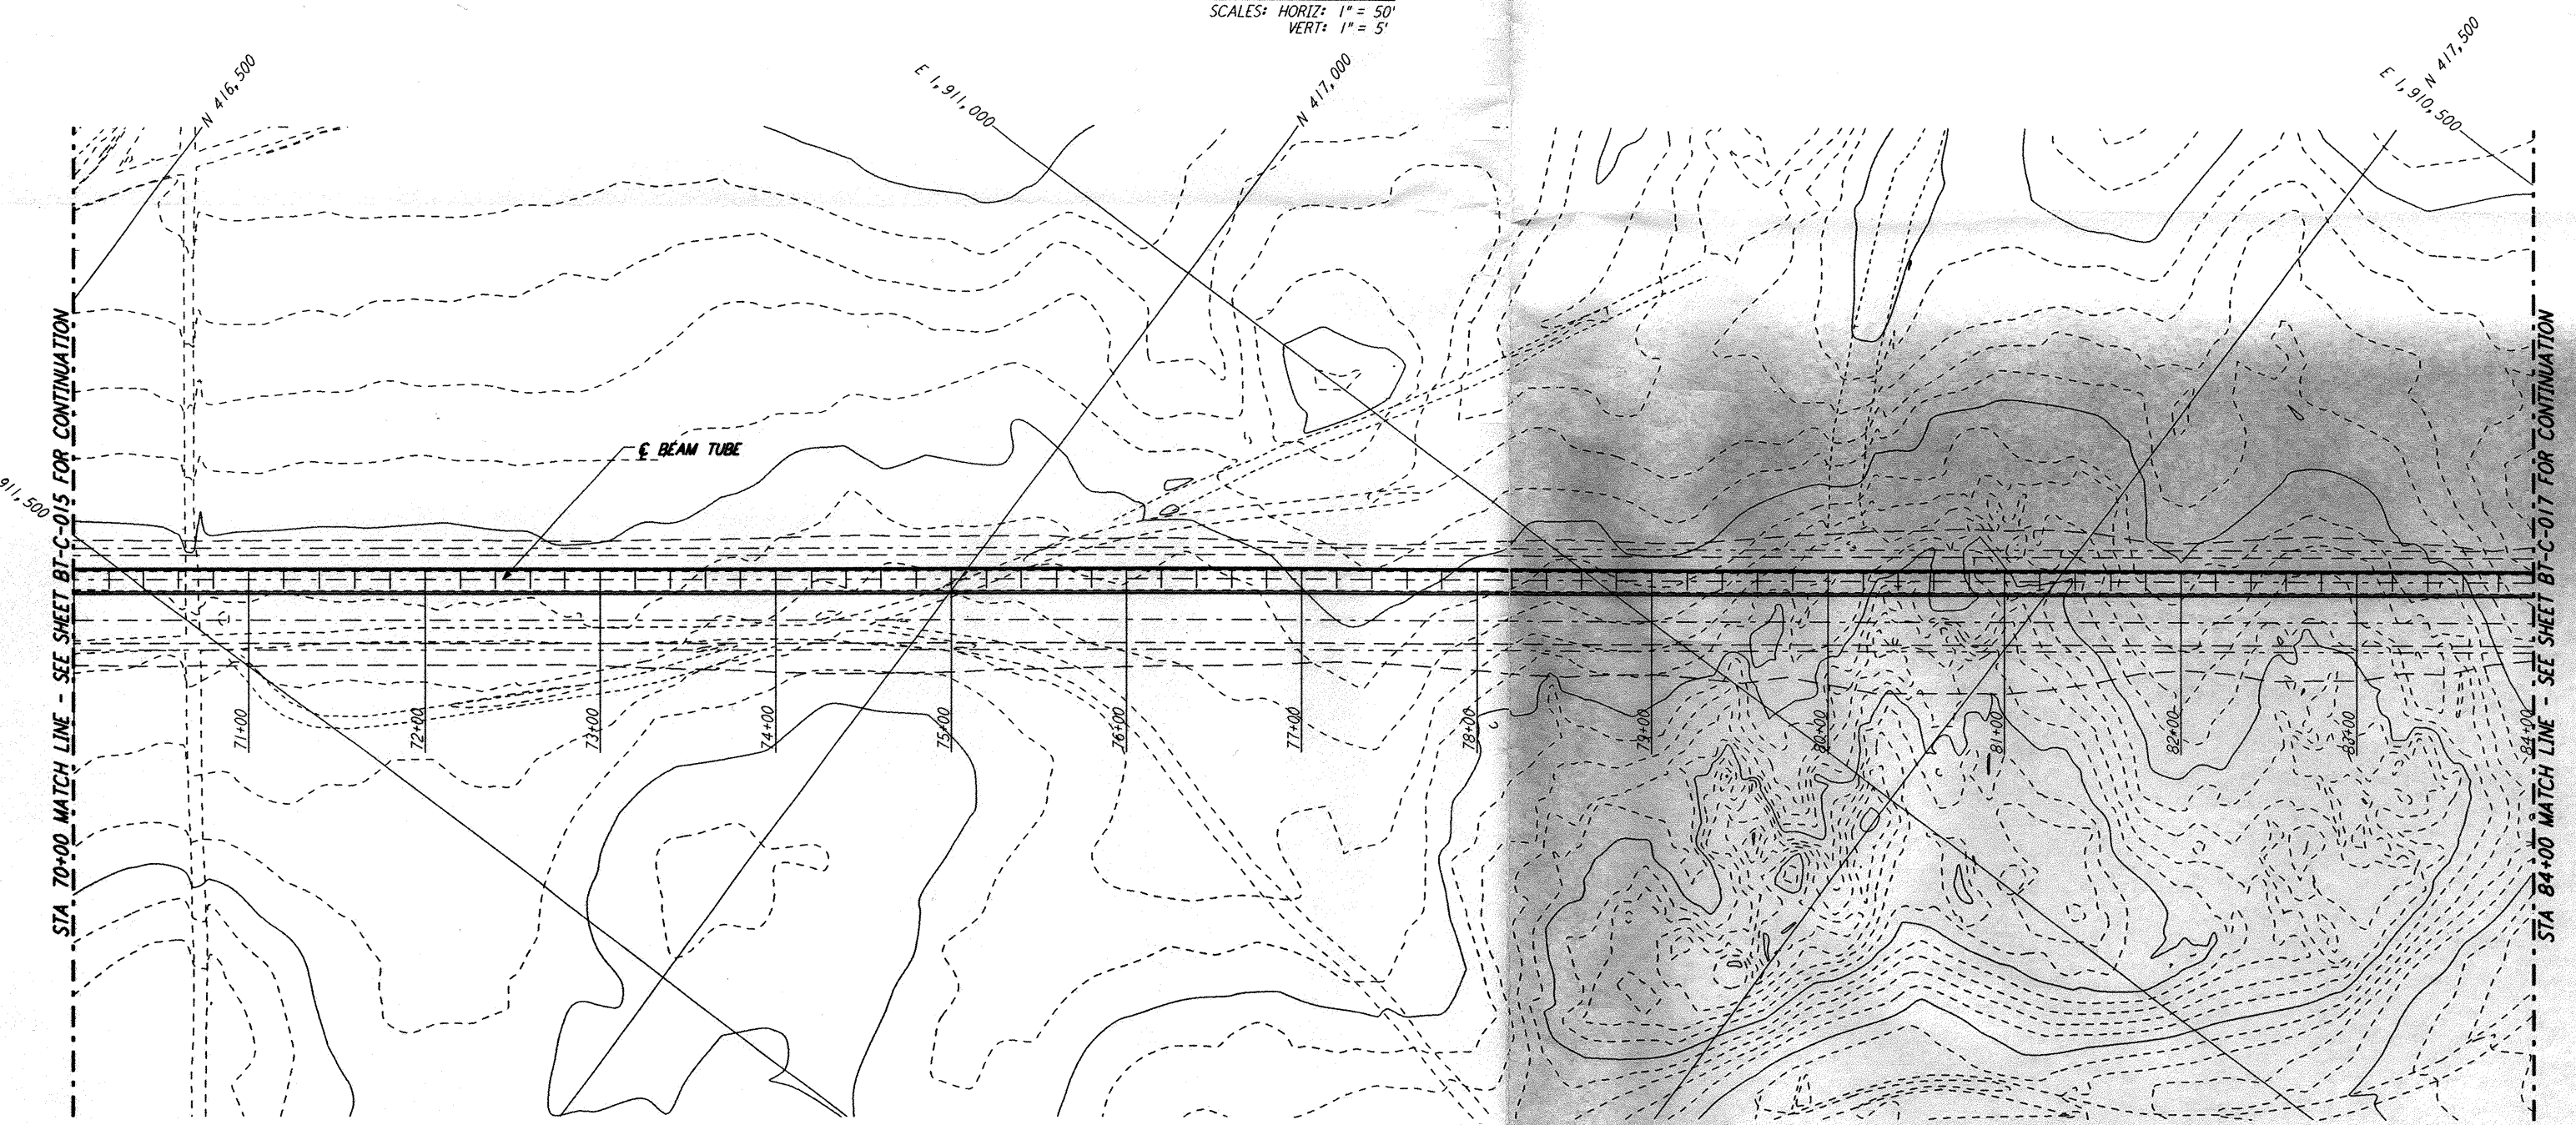 SCALES: HORIZ: 1" = 50'
VERT: 1" = 5'
N 416,500
E 1,911,000
N 417,000
E 1,910,500
N 417,500
911,500
STA 70+00 MATCH LINE - SEE SHEET BT-C-015 FOR CONTINUATION
℄ BEAM TUBE
71+00
72+00
73+00
74+00
75+00
76+00
77+00
78+00
79+00
80+00
81+00
82+00
83+00
84+00
STA 84+00 MATCH LINE - SEE SHEET BT-C-017 FOR CONTINUATION